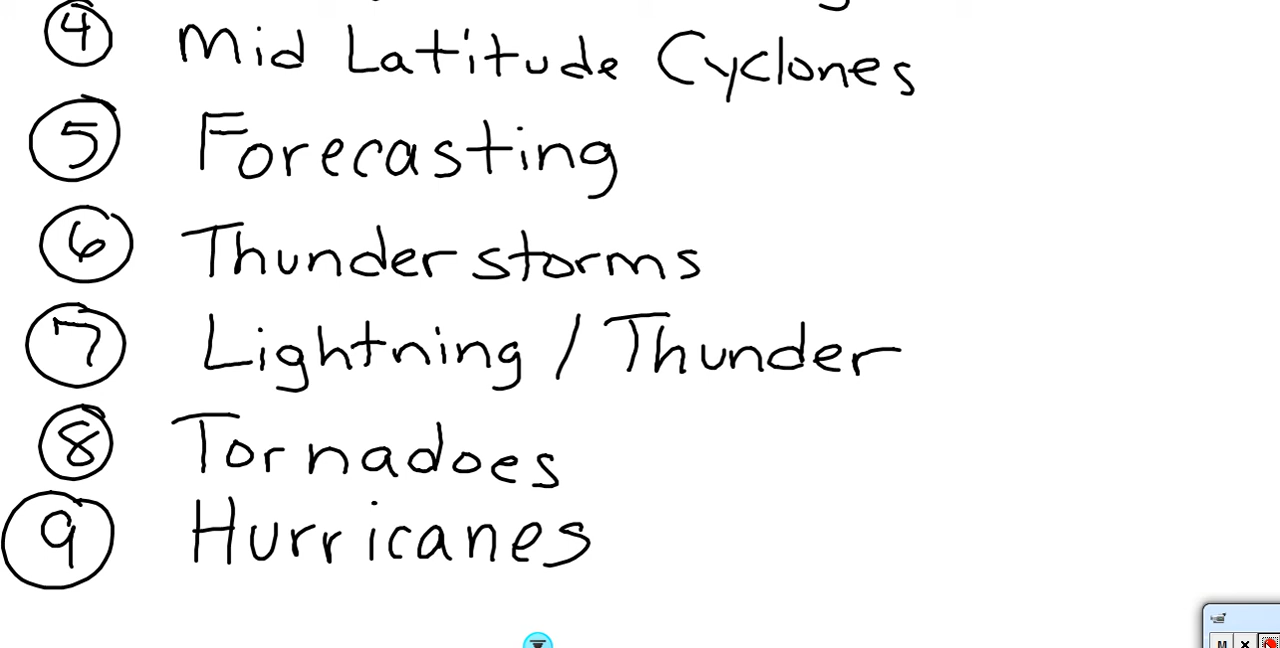 4 Mid Latitude Cyclones
5 Forecasting
6 Thunderstorms
7 Lightning / Thunder
8 Tornadoes
9 Hurricanes
M X